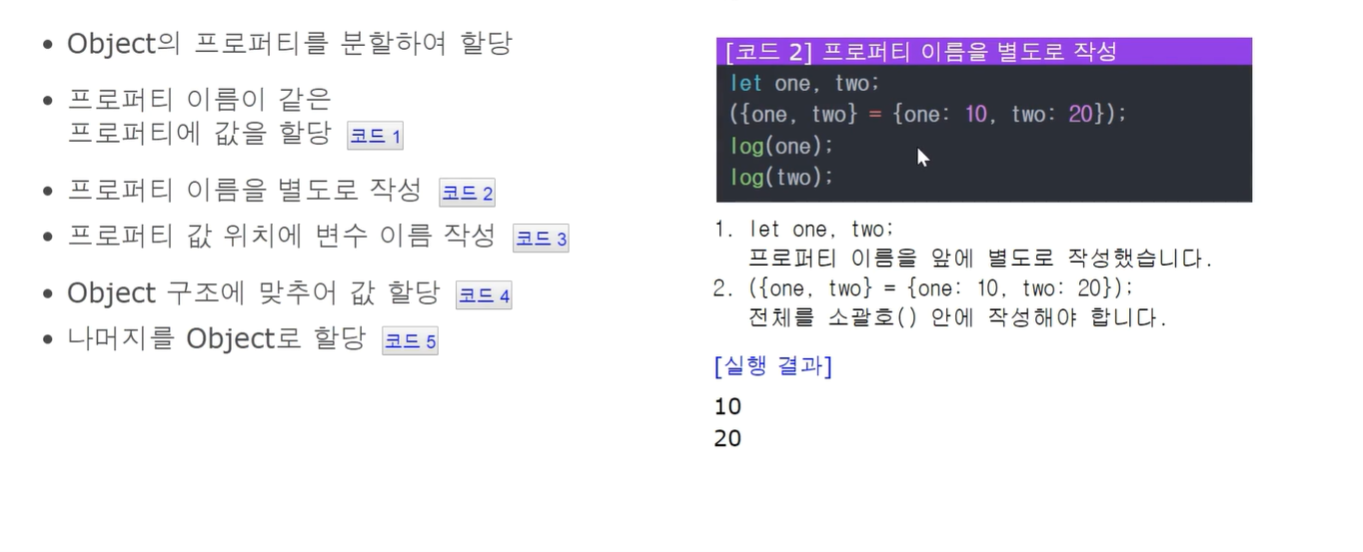 • Object의 프로퍼티를 분할하여 할당
• 프로퍼티 이름이 같은
프로퍼티에 값을 할당 코드 1
• 프로퍼티 이름을 별도로 작성 코드 2
• 프로퍼티 값 위치에 변수 이름 작성 코드 3
• Object 구조에 맞추어 값 할당 코드 4
• 나머지를 Object로 할당 코드 5
[코드 2] 프로퍼티 이름을 별도로 작성
let one, two;
({one, two} = {one: 10, two: 20});
log(one);
log(two);
1. let one, two;
프로퍼티 이름을 앞에 별도로 작성했습니다.
2. ({one, two} = {one: 10, two: 20});
전체를 소괄호() 안에 작성해야 합니다.
[실행 결과]
10
20